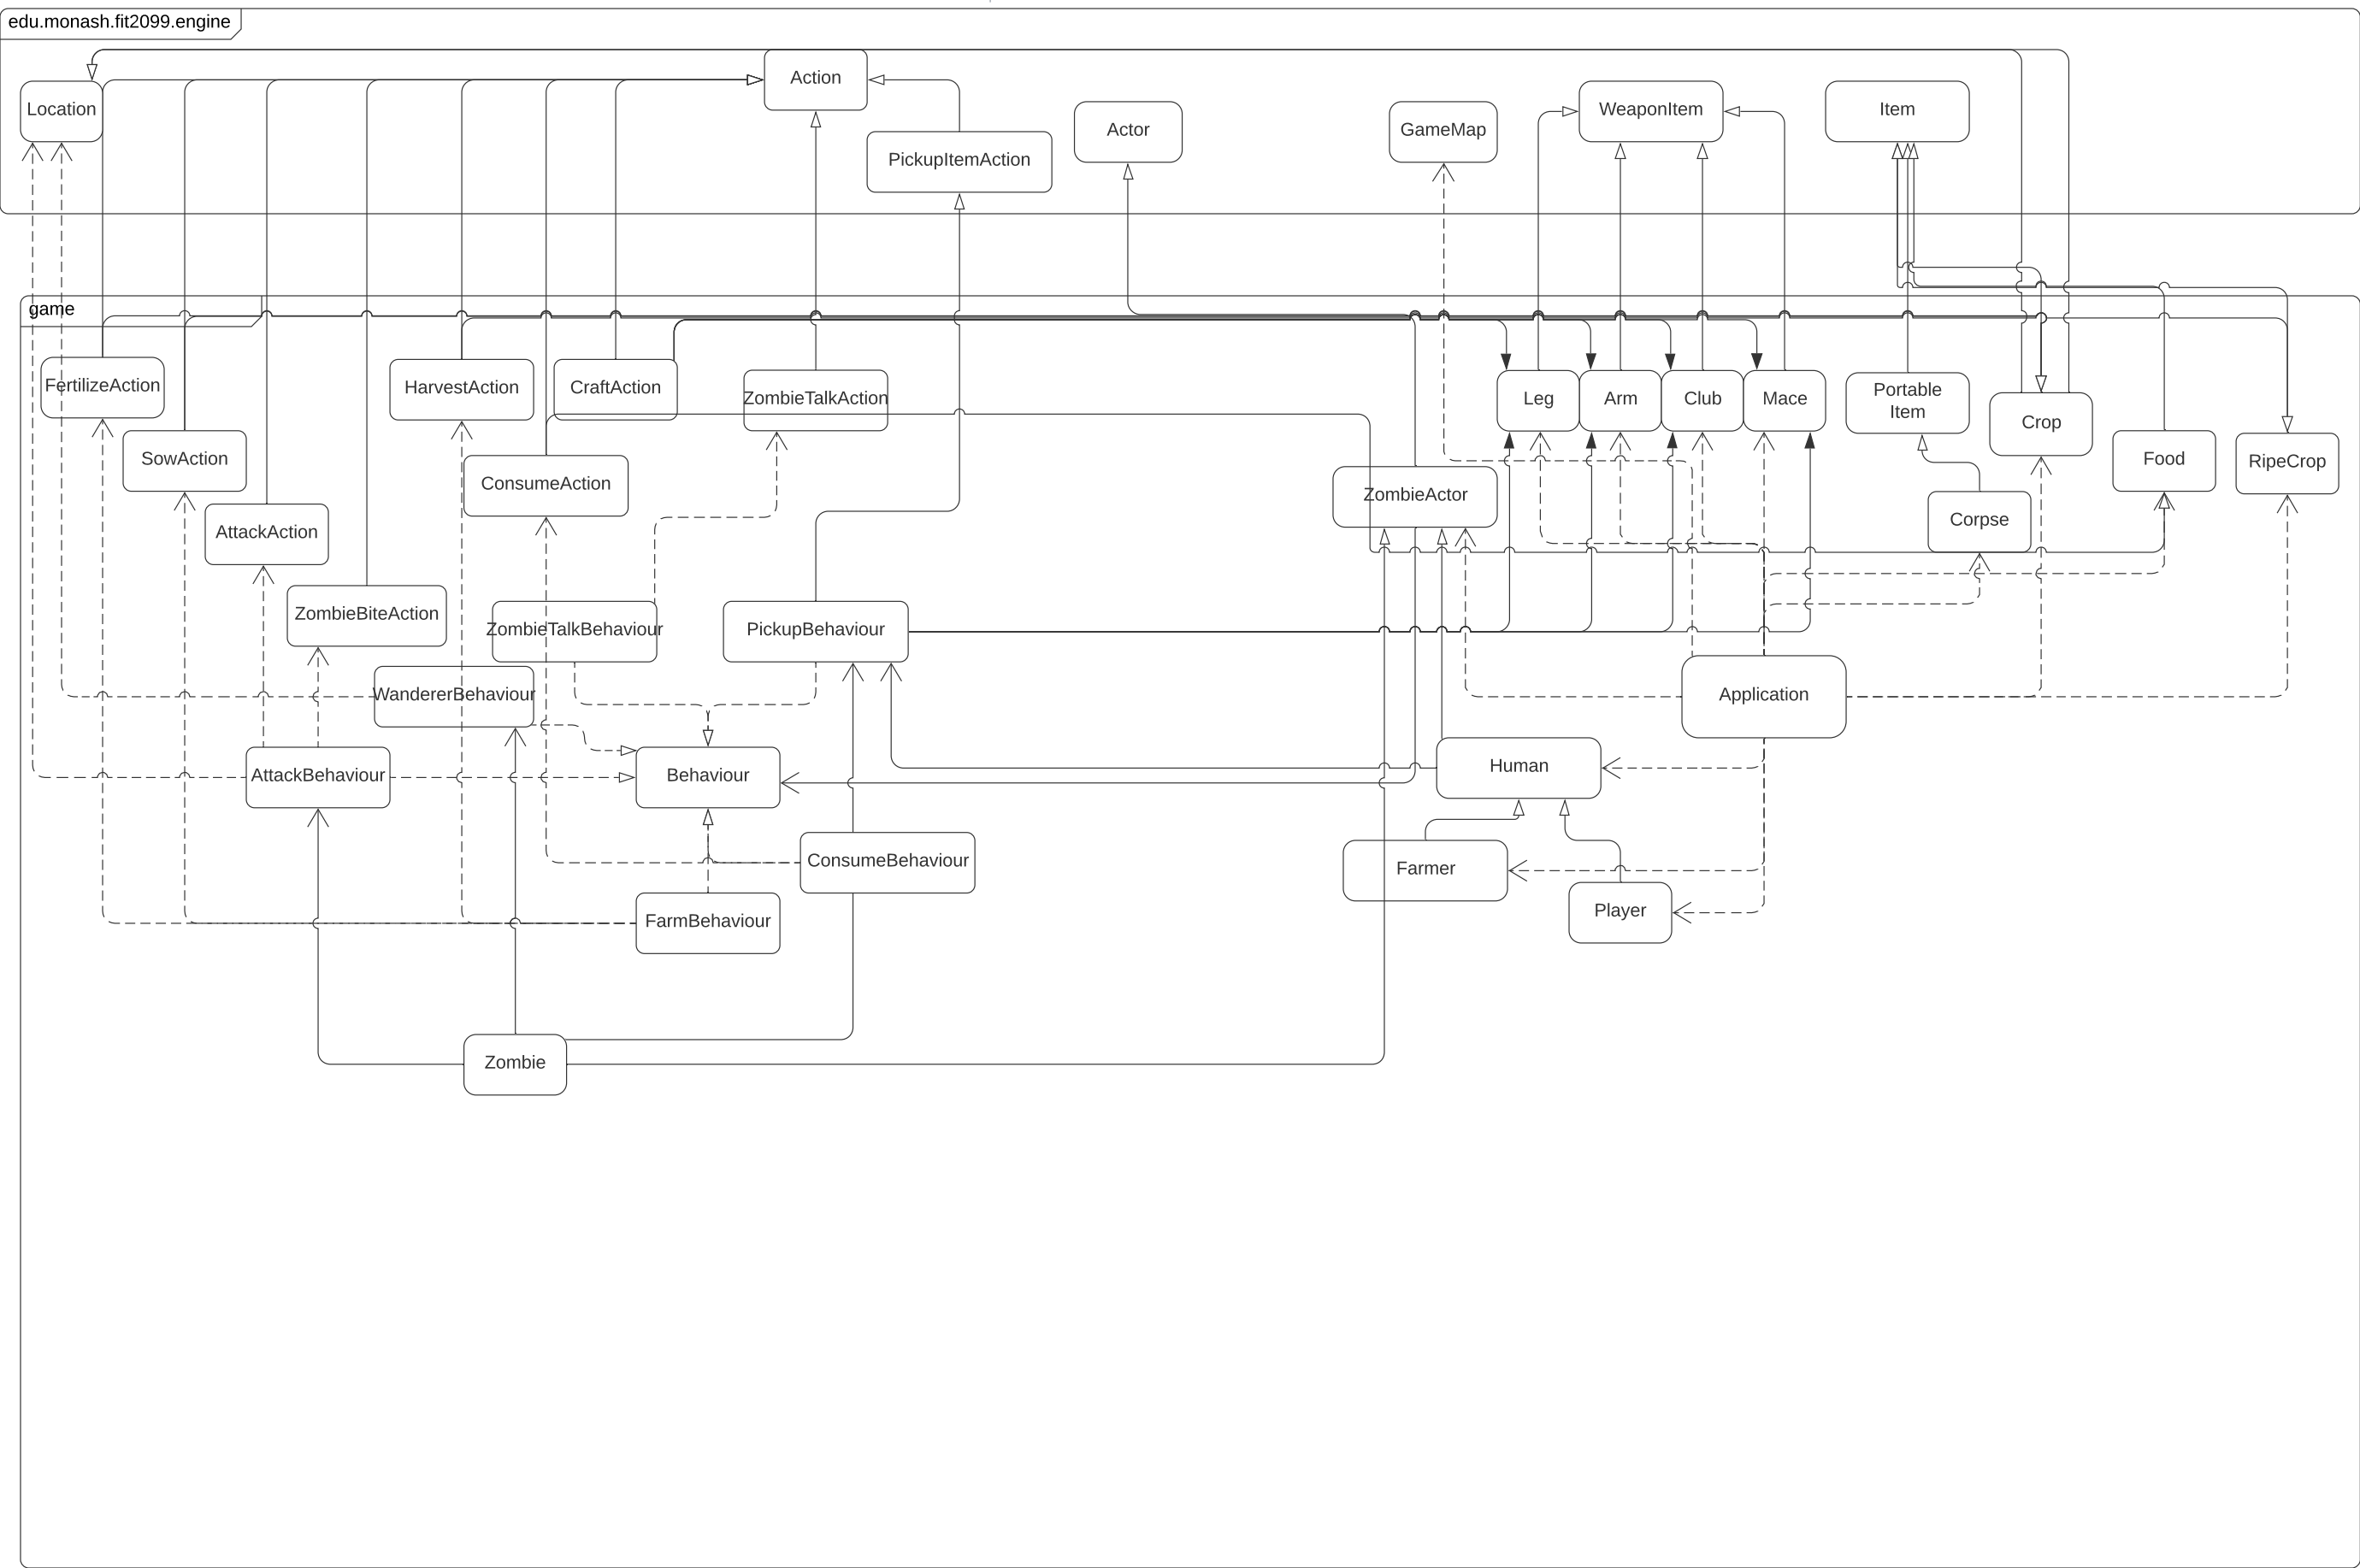 edu.monash.fit2099.engine
Action
Location
WeaponItem
Item
Actor
GameMap
PickupItemAction
game
FertilizeAction
HarvestAction
CraftAction
ZombieTalkAction
Leg
Arm
Club
Mace
Portable
Item
Crop
SowAction
ConsumeAction
ZombieActor
Food
RipeCrop
AttackAction
Corpse
ZombieBiteAction
ZombieTalkBehaviour
PickupBehaviour
WandererBehaviour
Application
AttackBehaviour
Behaviour
Human
ConsumeBehaviour
Farmer
FarmBehaviour
Player
Zombie